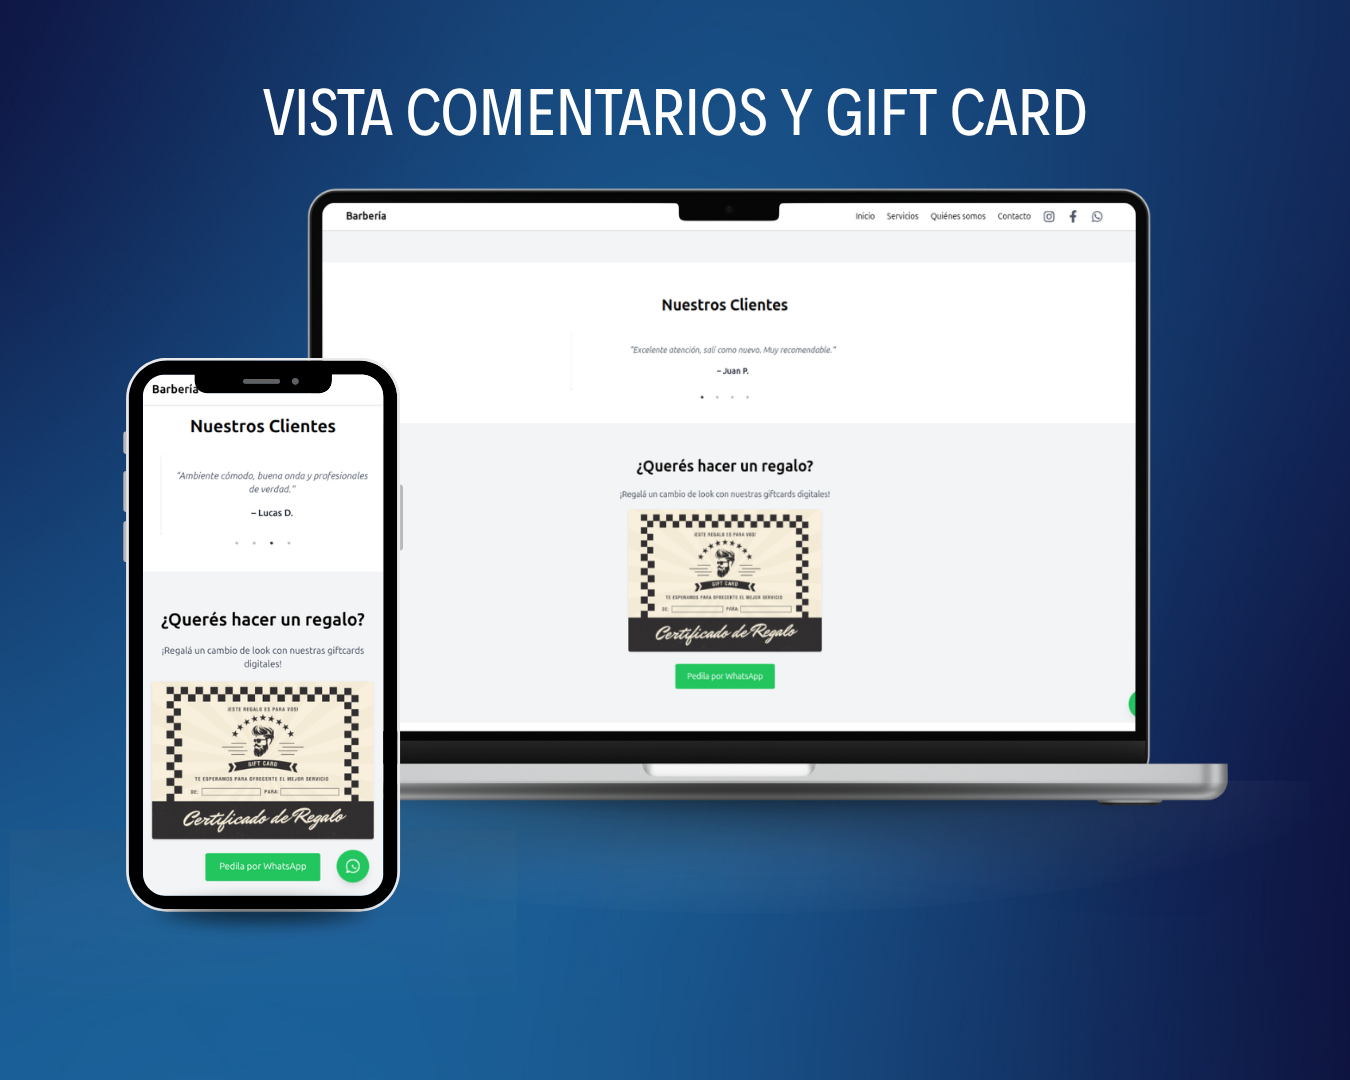 VISTA COMENTARIOS Y GIFT CARD
Barbería
Inicio Servicios Quiénes somos Contacto
Nuestros Clientes
"Excelente atención, salí como nuevo. Muy recomendable."
– Juan P.
¿Querés hacer un regalo?
¡Regalá un cambio de look con nuestras giftcards digitales!
¡ESTE REGALO ES PARA VOS!
GIFT CARD
TE ESPERAMOS PARA OFRECERTE EL MEJOR SERVICIO
DE: PARA:
Certificado de Regalo
Pedila por WhatsApp
Barbería
Nuestros Clientes
"Ambiente cómodo, buena onda y profesionales
de verdad."
– Lucas D.
¿Querés hacer un regalo?
¡Regalá un cambio de look con nuestras giftcards
digitales!
¡ESTE REGALO ES PARA VOS!
GIFT CARD
TE ESPERAMOS PARA OFRECERTE EL MEJOR SERVICIO
DE: PARA:
Certificado de Regalo
Pedila por WhatsApp